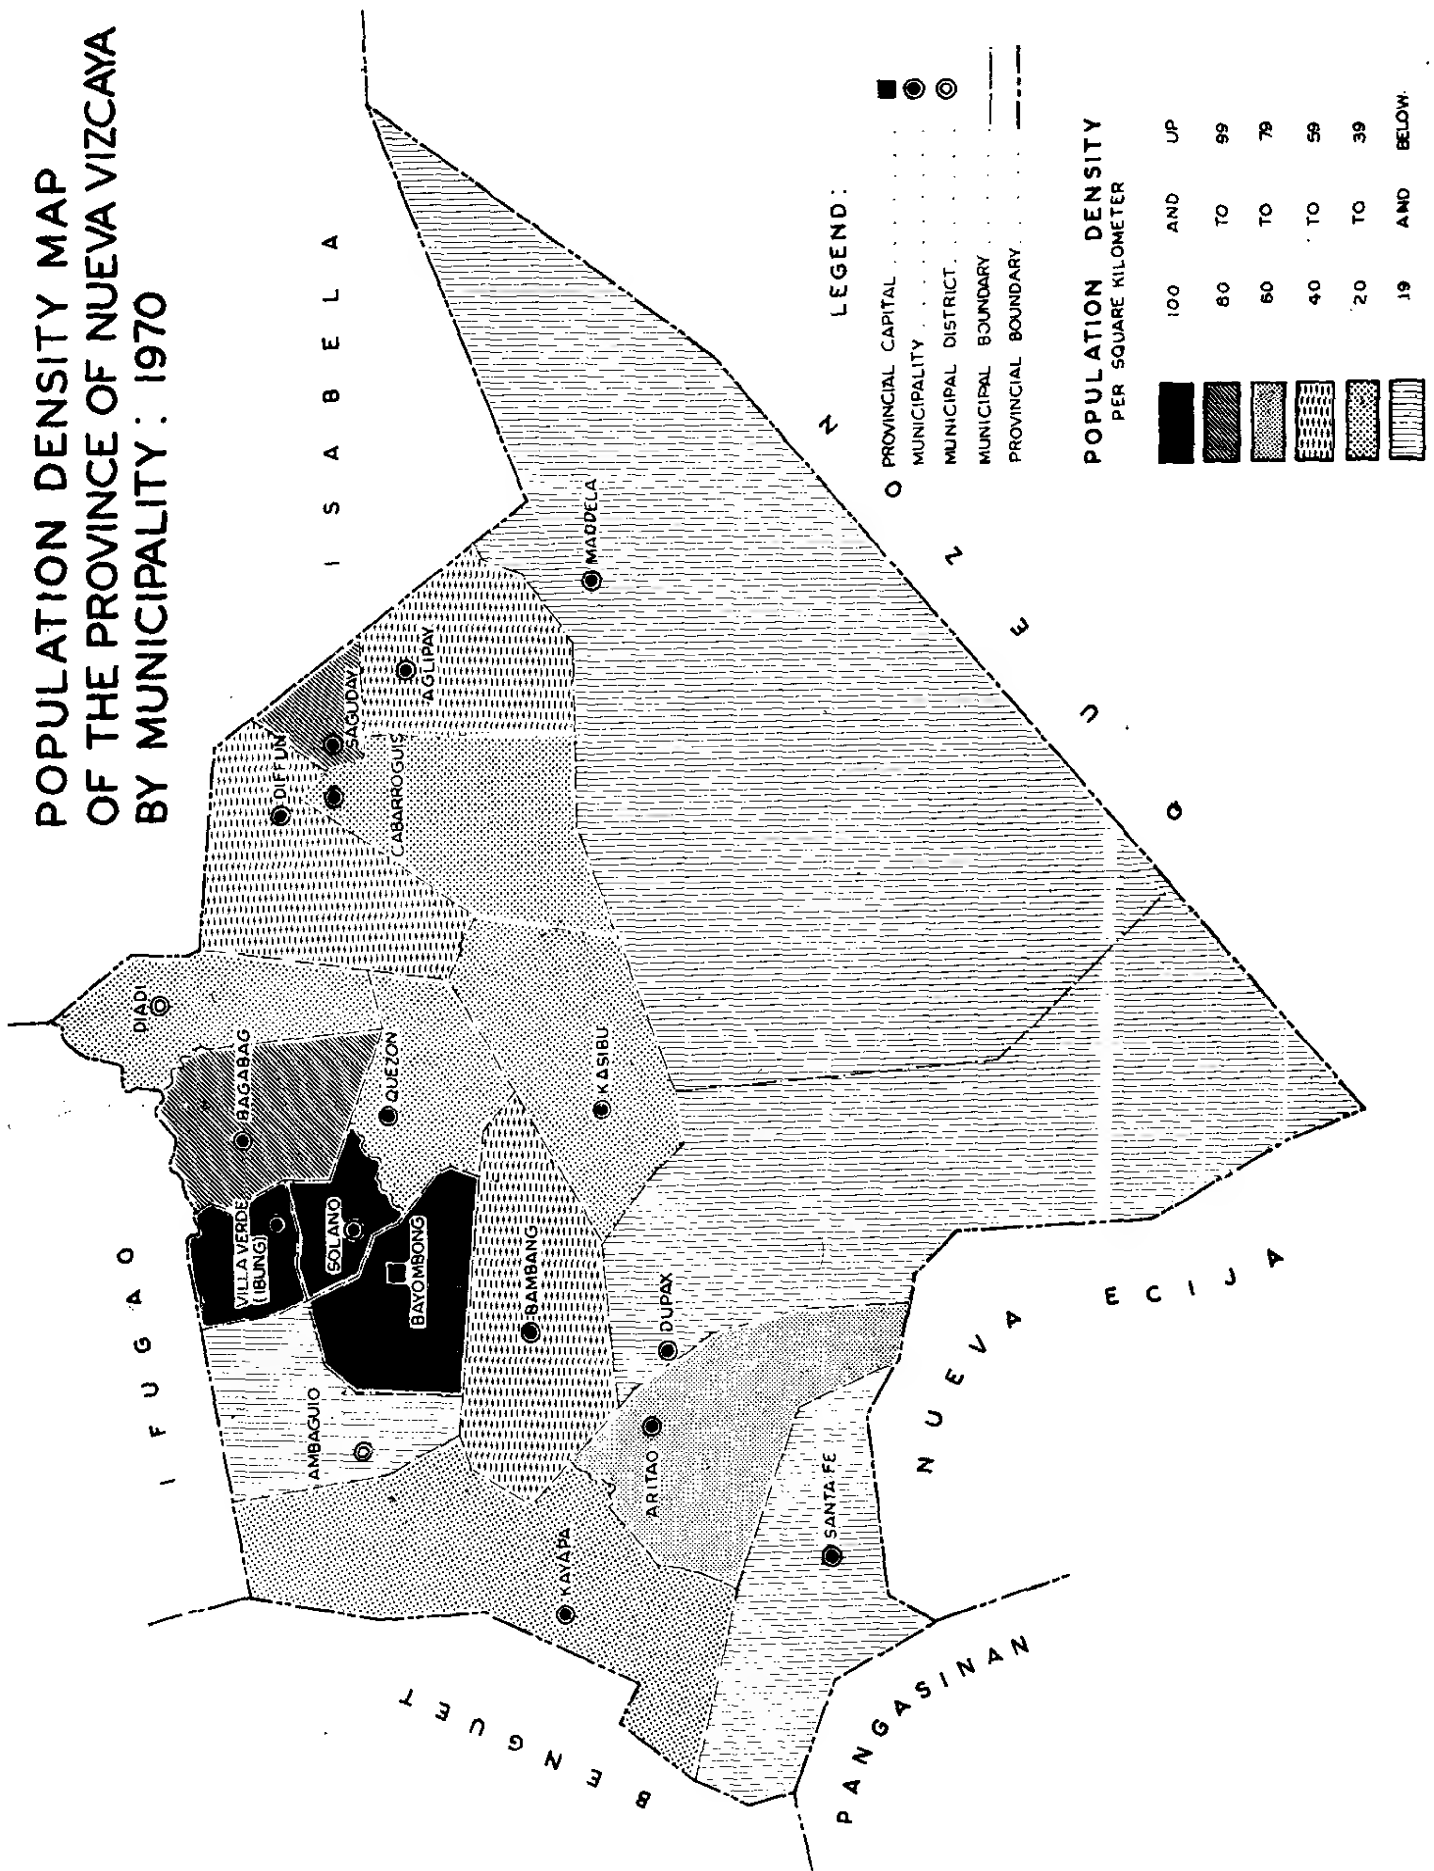 POPULATION DENSITY MAP
OF THE PROVINCE OF NUEVA VIZCAYA
BY MUNICIPALITY : 1970
IFUGAO
ISABELA
BENGUET
PANGASINAN
NUEVA ECIJA
QUEZON
DIADI
BAGABAG
VILLA VERDE
(IBUNG)
SOLANO
BAYOMBONG
AMBAGUIO
QUEZON
DIFFUN
SAGUDAY
CABARROGUIS
AGLIPAY
MADDELA
KASIBU
BAMBANG
DUPAX
ARITAO
KAYAPA
SANTA FE
LEGEND :
PROVINCIAL CAPITAL . . . . . .
MUNICIPALITY . . . . . . . .
MUNICIPAL DISTRICT . . . . . .
MUNICIPAL BOUNDARY . . . . .
PROVINCIAL BOUNDARY . . . .
POPULATION DENSITY
PER SQUARE KILOMETER
100 AND UP
80 TO 99
60 TO 79
40 TO 59
20 TO 39
19 AND BELOW.